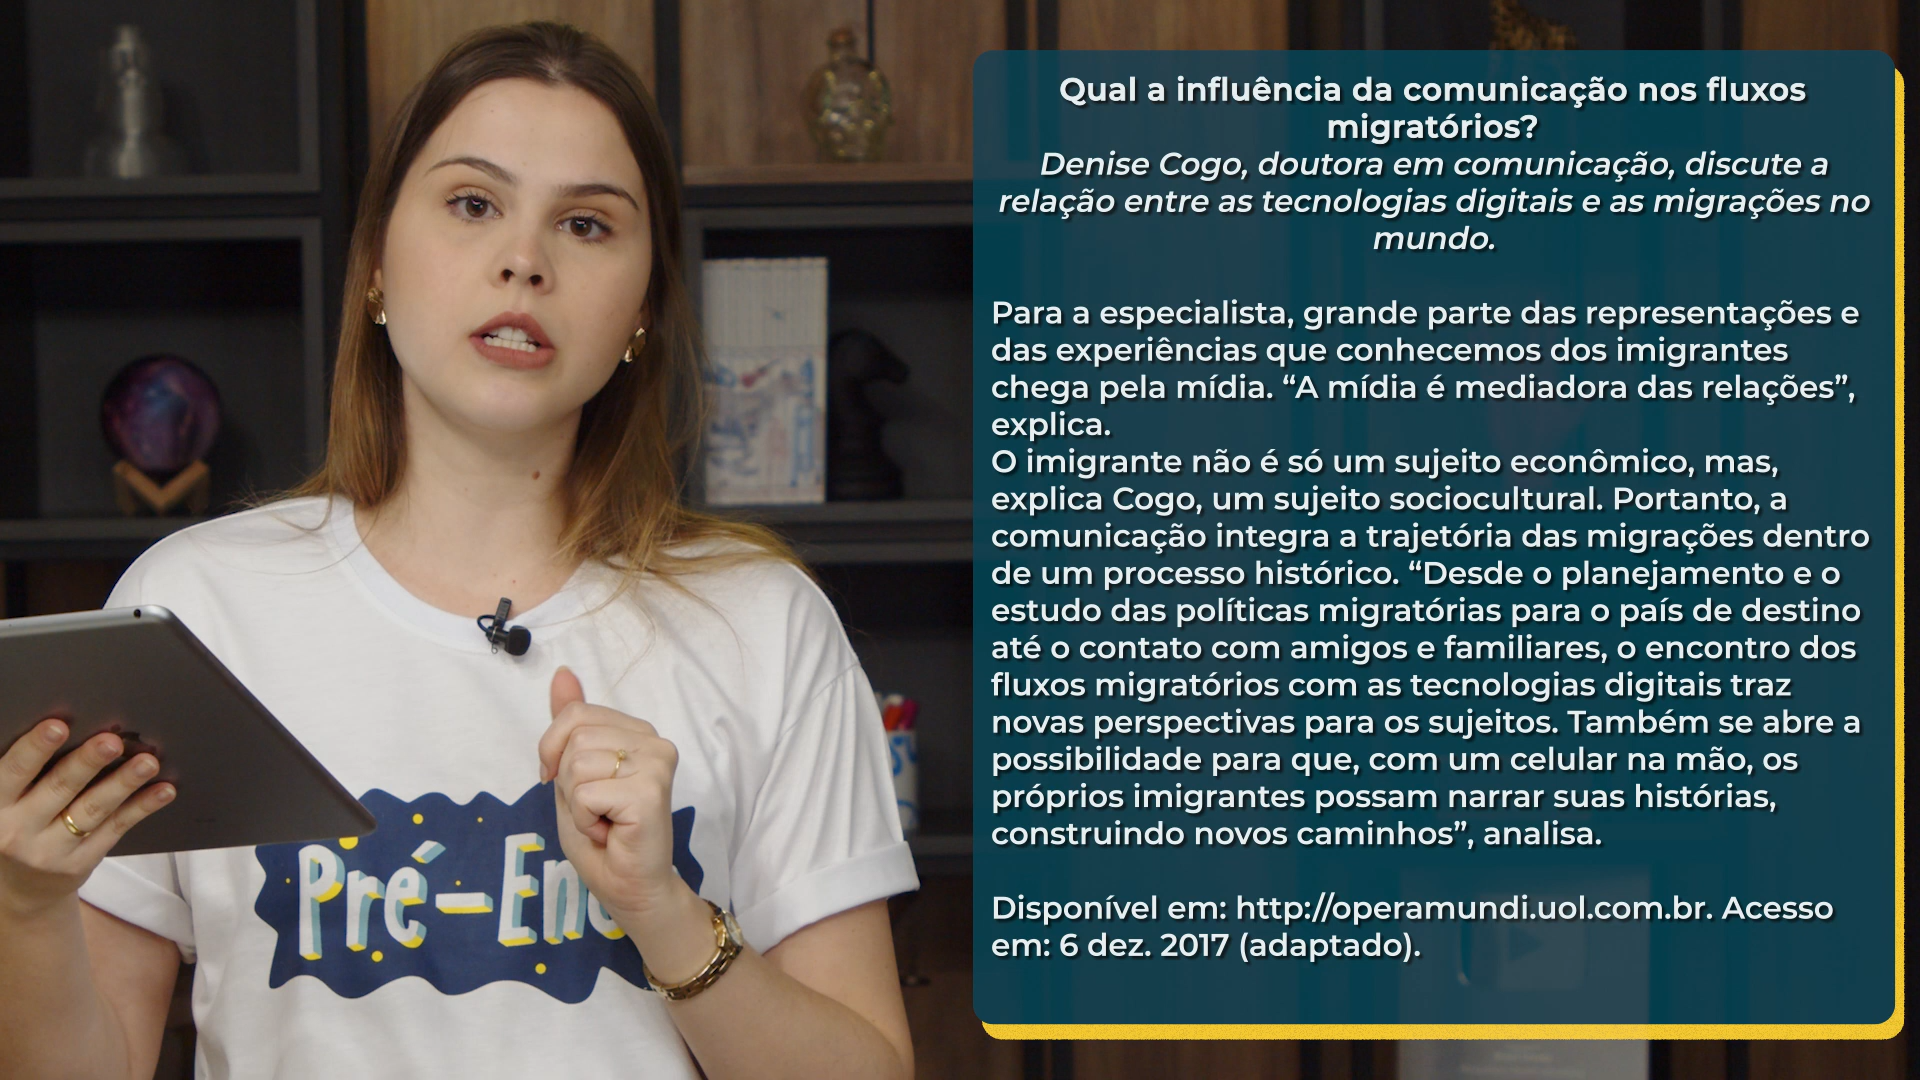 Qual a influência da comunicação nos fluxos
migratórios?
Denise Cogo, doutora em comunicação, discute a
relação entre as tecnologias digitais e as migrações no
mundo.
Para a especialista, grande parte das representações e
das experiências que conhecemos dos imigrantes
chega pela mídia. “A mídia é mediadora das relações”,
explica.
O imigrante não é só um sujeito econômico, mas,
explica Cogo, um sujeito sociocultural. Portanto, a
comunicação integra a trajetória das migrações dentro
de um processo histórico. “Desde o planejamento e o
estudo das políticas migratórias para o país de destino
até o contato com amigos e familiares, o encontro dos
fluxos migratórios com as tecnologias digitais traz
novas perspectivas para os sujeitos. Também se abre a
possibilidade para que, com um celular na mão, os
próprios imigrantes possam narrar suas histórias,
construindo novos caminhos”, analisa.
Disponível em: http://operamundi.uol.com.br. Acesso
em: 6 dez. 2017 (adaptado).
Pré-En